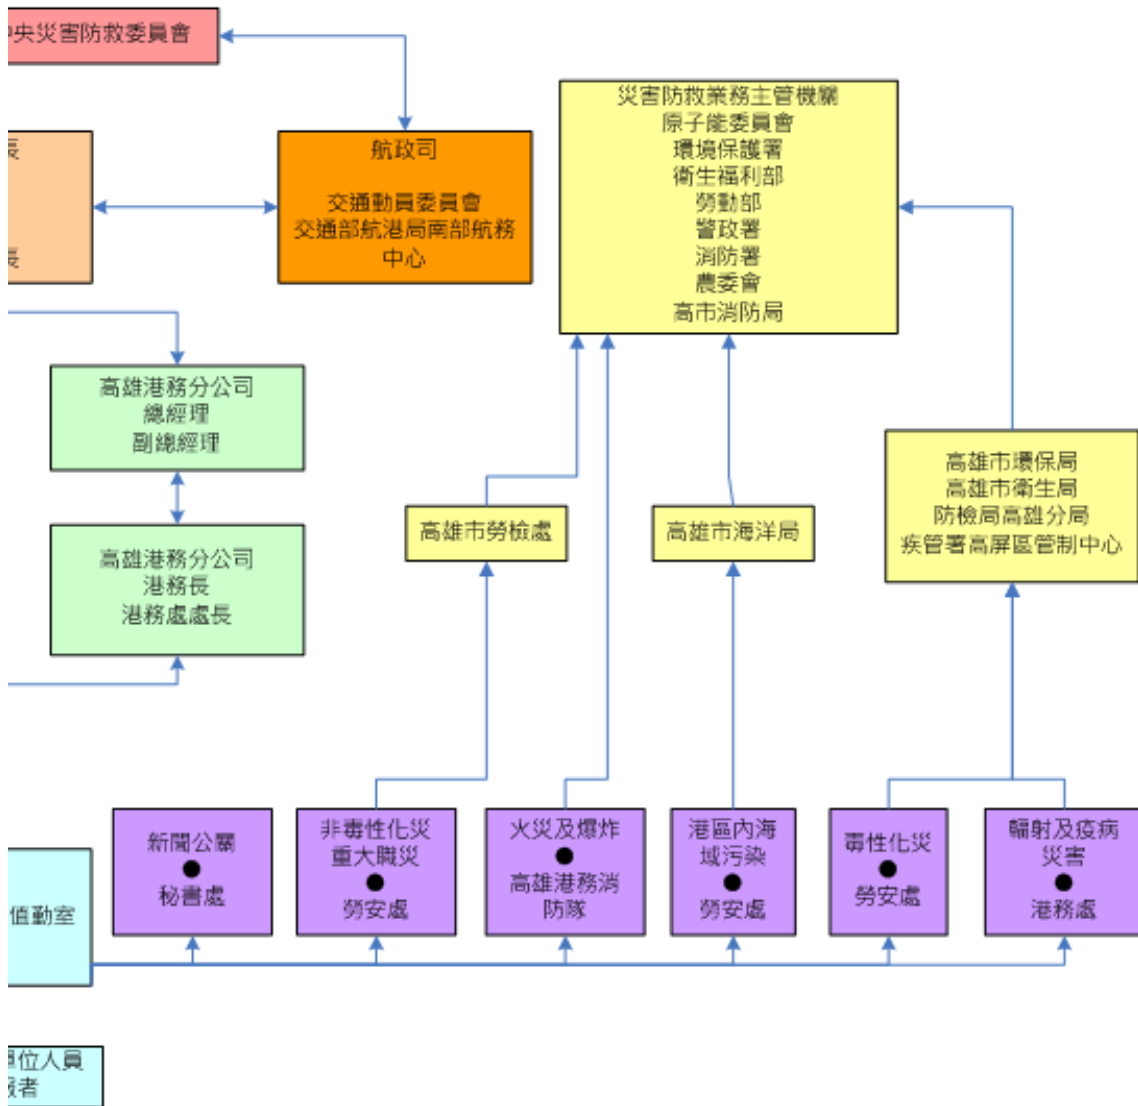 中央災害防救委員會
災害防救業務主管機關
原子能委員會
環境保護署
衛生福利部
勞動部
警政署
消防署
農委會
高市消防局
長
長
航政司
交通動員委員會
交通部航港局南部航務
中心
高雄港務分公司
總經理
副總經理
高雄市環保局
高雄市衛生局
防檢局高雄分局
疾管署高屏區管制中心
高雄市勞檢處
高雄市海洋局
高雄港務分公司
港務長
港務處處長
新聞公關
●
秘書處
非毒性化災
重大職災
●
勞安處
火災及爆炸
●
高雄港務消
防隊
港區內海
域污染
●
勞安處
毒性化災
●
勞安處
輻射及疫病
災害
●
港務處
值勤室
單位人員
報者